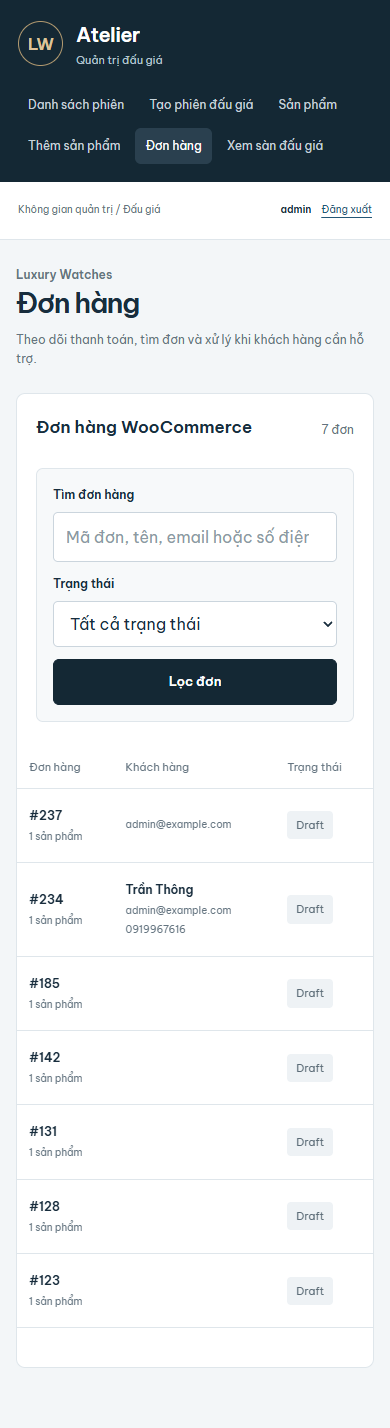 LW
Atelier
Quản trị đấu giá
Danh sách phiên Tạo phiên đấu giá Sản phẩm
Thêm sản phẩm Đơn hàng Xem sàn đấu giá
Không gian quản trị / Đấu giá admin Đăng xuất
Luxury Watches
Đơn hàng
Theo dõi thanh toán, tìm đơn và xử lý khi khách hàng cần hỗ
trợ.
Đơn hàng WooCommerce 7 đơn
Tìm đơn hàng
Mã đơn, tên, email hoặc số điện
Trạng thái
Tất cả trạng thái
Lọc đơn
Đơn hàng Khách hàng Trạng thái
#237
1 sản phẩm admin@example.com Draft
#234 Trần Thông
1 sản phẩm admin@example.com Draft
0919967616
#185
1 sản phẩm Draft
#142
1 sản phẩm Draft
#131
1 sản phẩm Draft
#128
1 sản phẩm Draft
#123
1 sản phẩm Draft